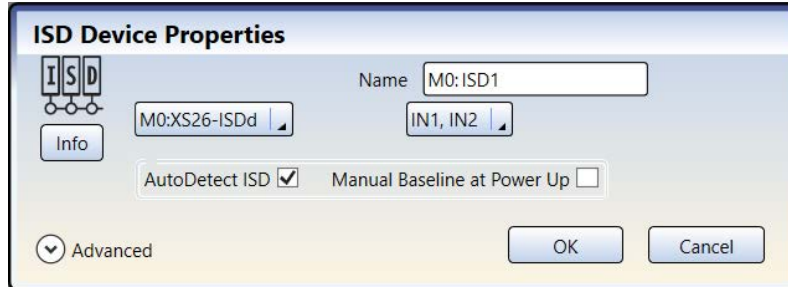 ISD Device Properties
ISD
Name M0:ISD1
M0:XS26-ISDd IN1, IN2
Info
AutoDetect ISD Manual Baseline at Power Up
Advanced OK Cancel